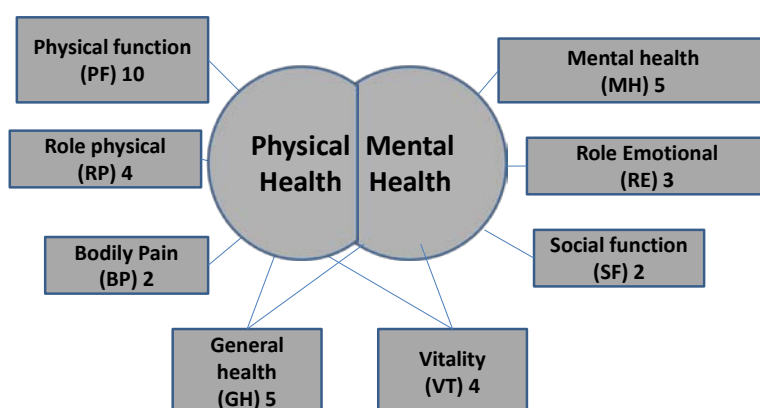 Physical function
(PF) 10
Mental health
(MH) 5
Role physical
(RP) 4
Physical
Health
Mental
Health
Role Emotional
(RE) 3
Bodily Pain
(BP) 2
Social function
(SF) 2
General
health
(GH) 5
Vitality
(VT) 4